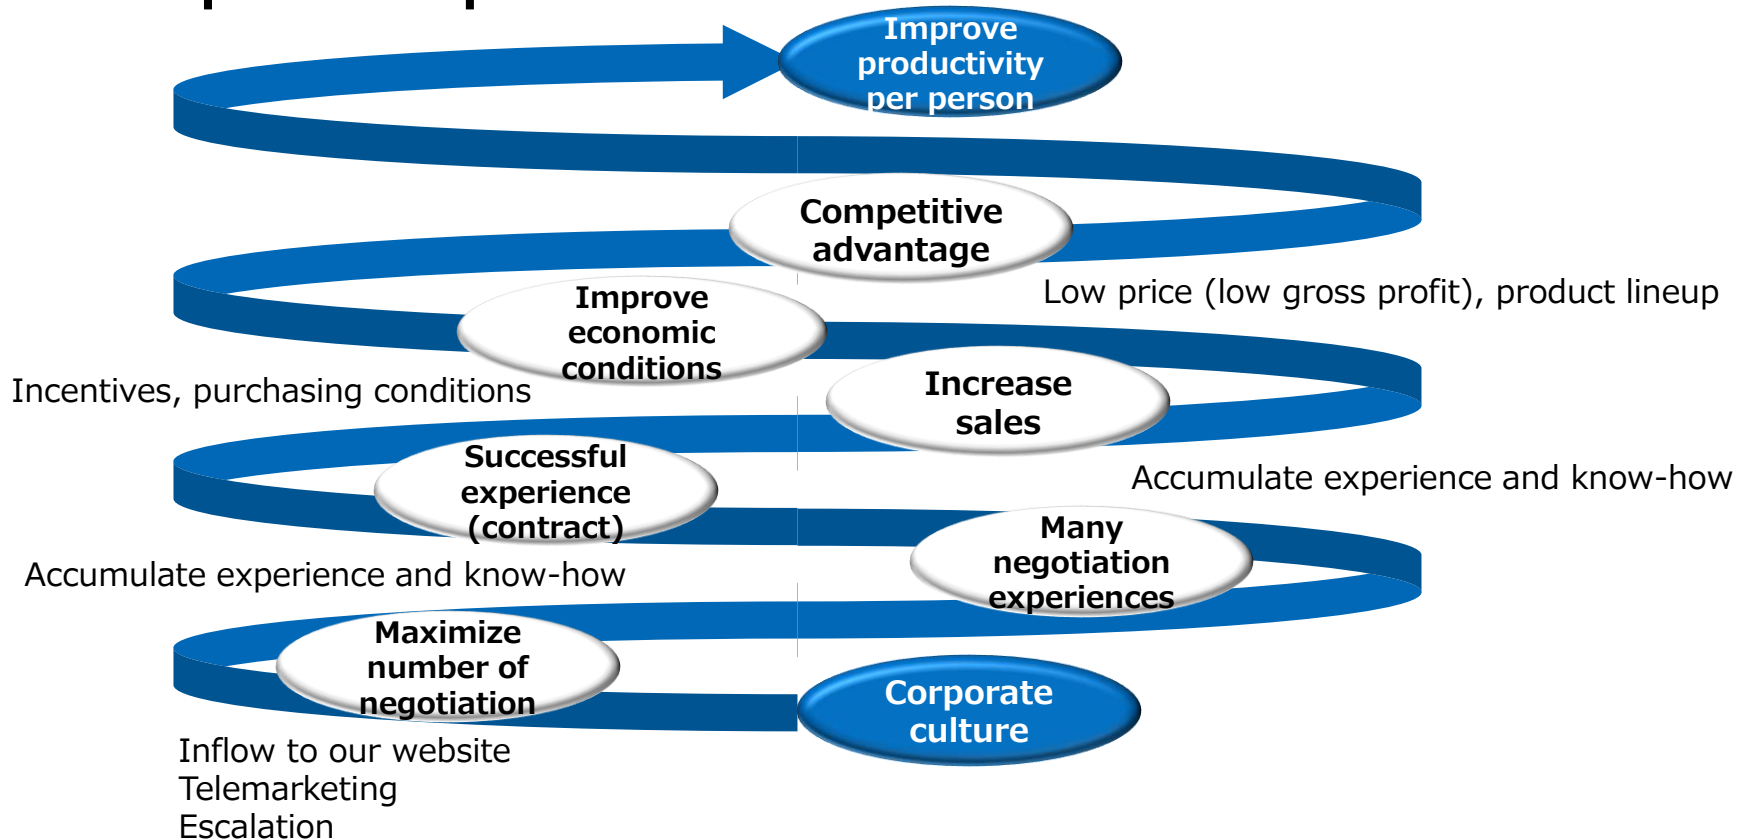 Improve
productivity
per person
Competitive
advantage
Low price (low gross profit), product lineup
Improve
economic
conditions
Incentives, purchasing conditions
Increase
sales
Accumulate experience and know-how
Successful
experience
(contract)
Accumulate experience and know-how
Many
negotiation
experiences
Maximize
number of
negotiation
Inflow to our website
Telemarketing
Escalation
Corporate
culture